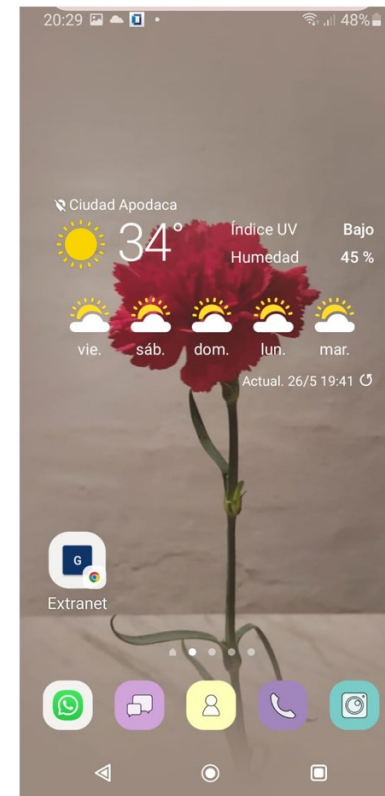 20:29 48%
Ciudad Apodaca
34° Índice UV Bajo
Humedad 45 %
vie. sáb. dom. lun. mar.
Actual. 26/5 19:41
G
Extranet